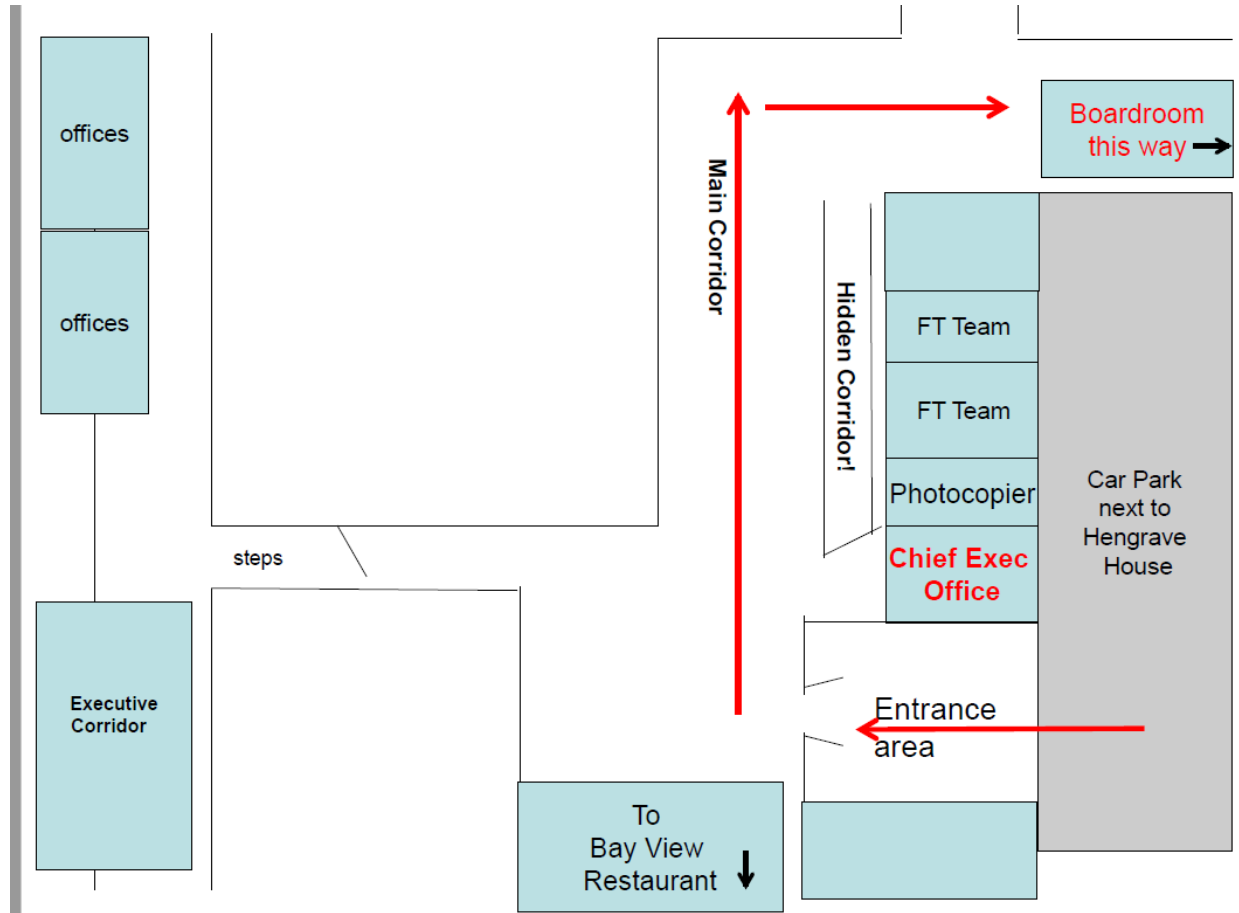 offices
Boardroom
this way
Main Corridor
offices
Hidden Corridor!
FT Team
FT Team
Photocopier
Car Park
next to
Hengrave
House
steps
Chief Exec
Office
Executive
Corridor
Entrance
area
To
Bay View
Restaurant